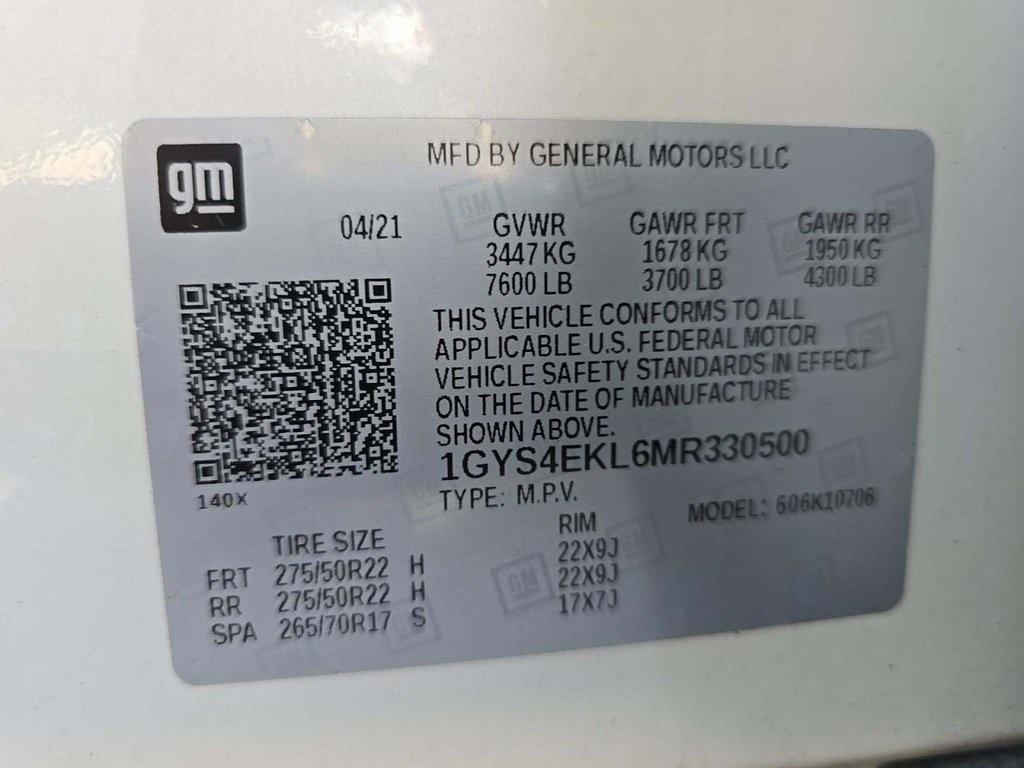 gm
MFD BY GENERAL MOTORS LLC
04/21 GVWR GAWR FRT GAWR RR
3447 KG 1678 KG 1950 KG
7600 LB 3700 LB 4300 LB
THIS VEHICLE CONFORMS TO ALL
APPLICABLE U.S. FEDERAL MOTOR
VEHICLE SAFETY STANDARDS IN EFFECT
ON THE DATE OF MANUFACTURE
SHOWN ABOVE.
1GYS4EKL6MR330500
140X
TYPE: M.P.V. MODEL: 606K10706
TIRE SIZE RIM
FRT 275/50R22 H 22X9J
RR 275/50R22 H 22X9J
SPA 265/70R17 S 17X7J